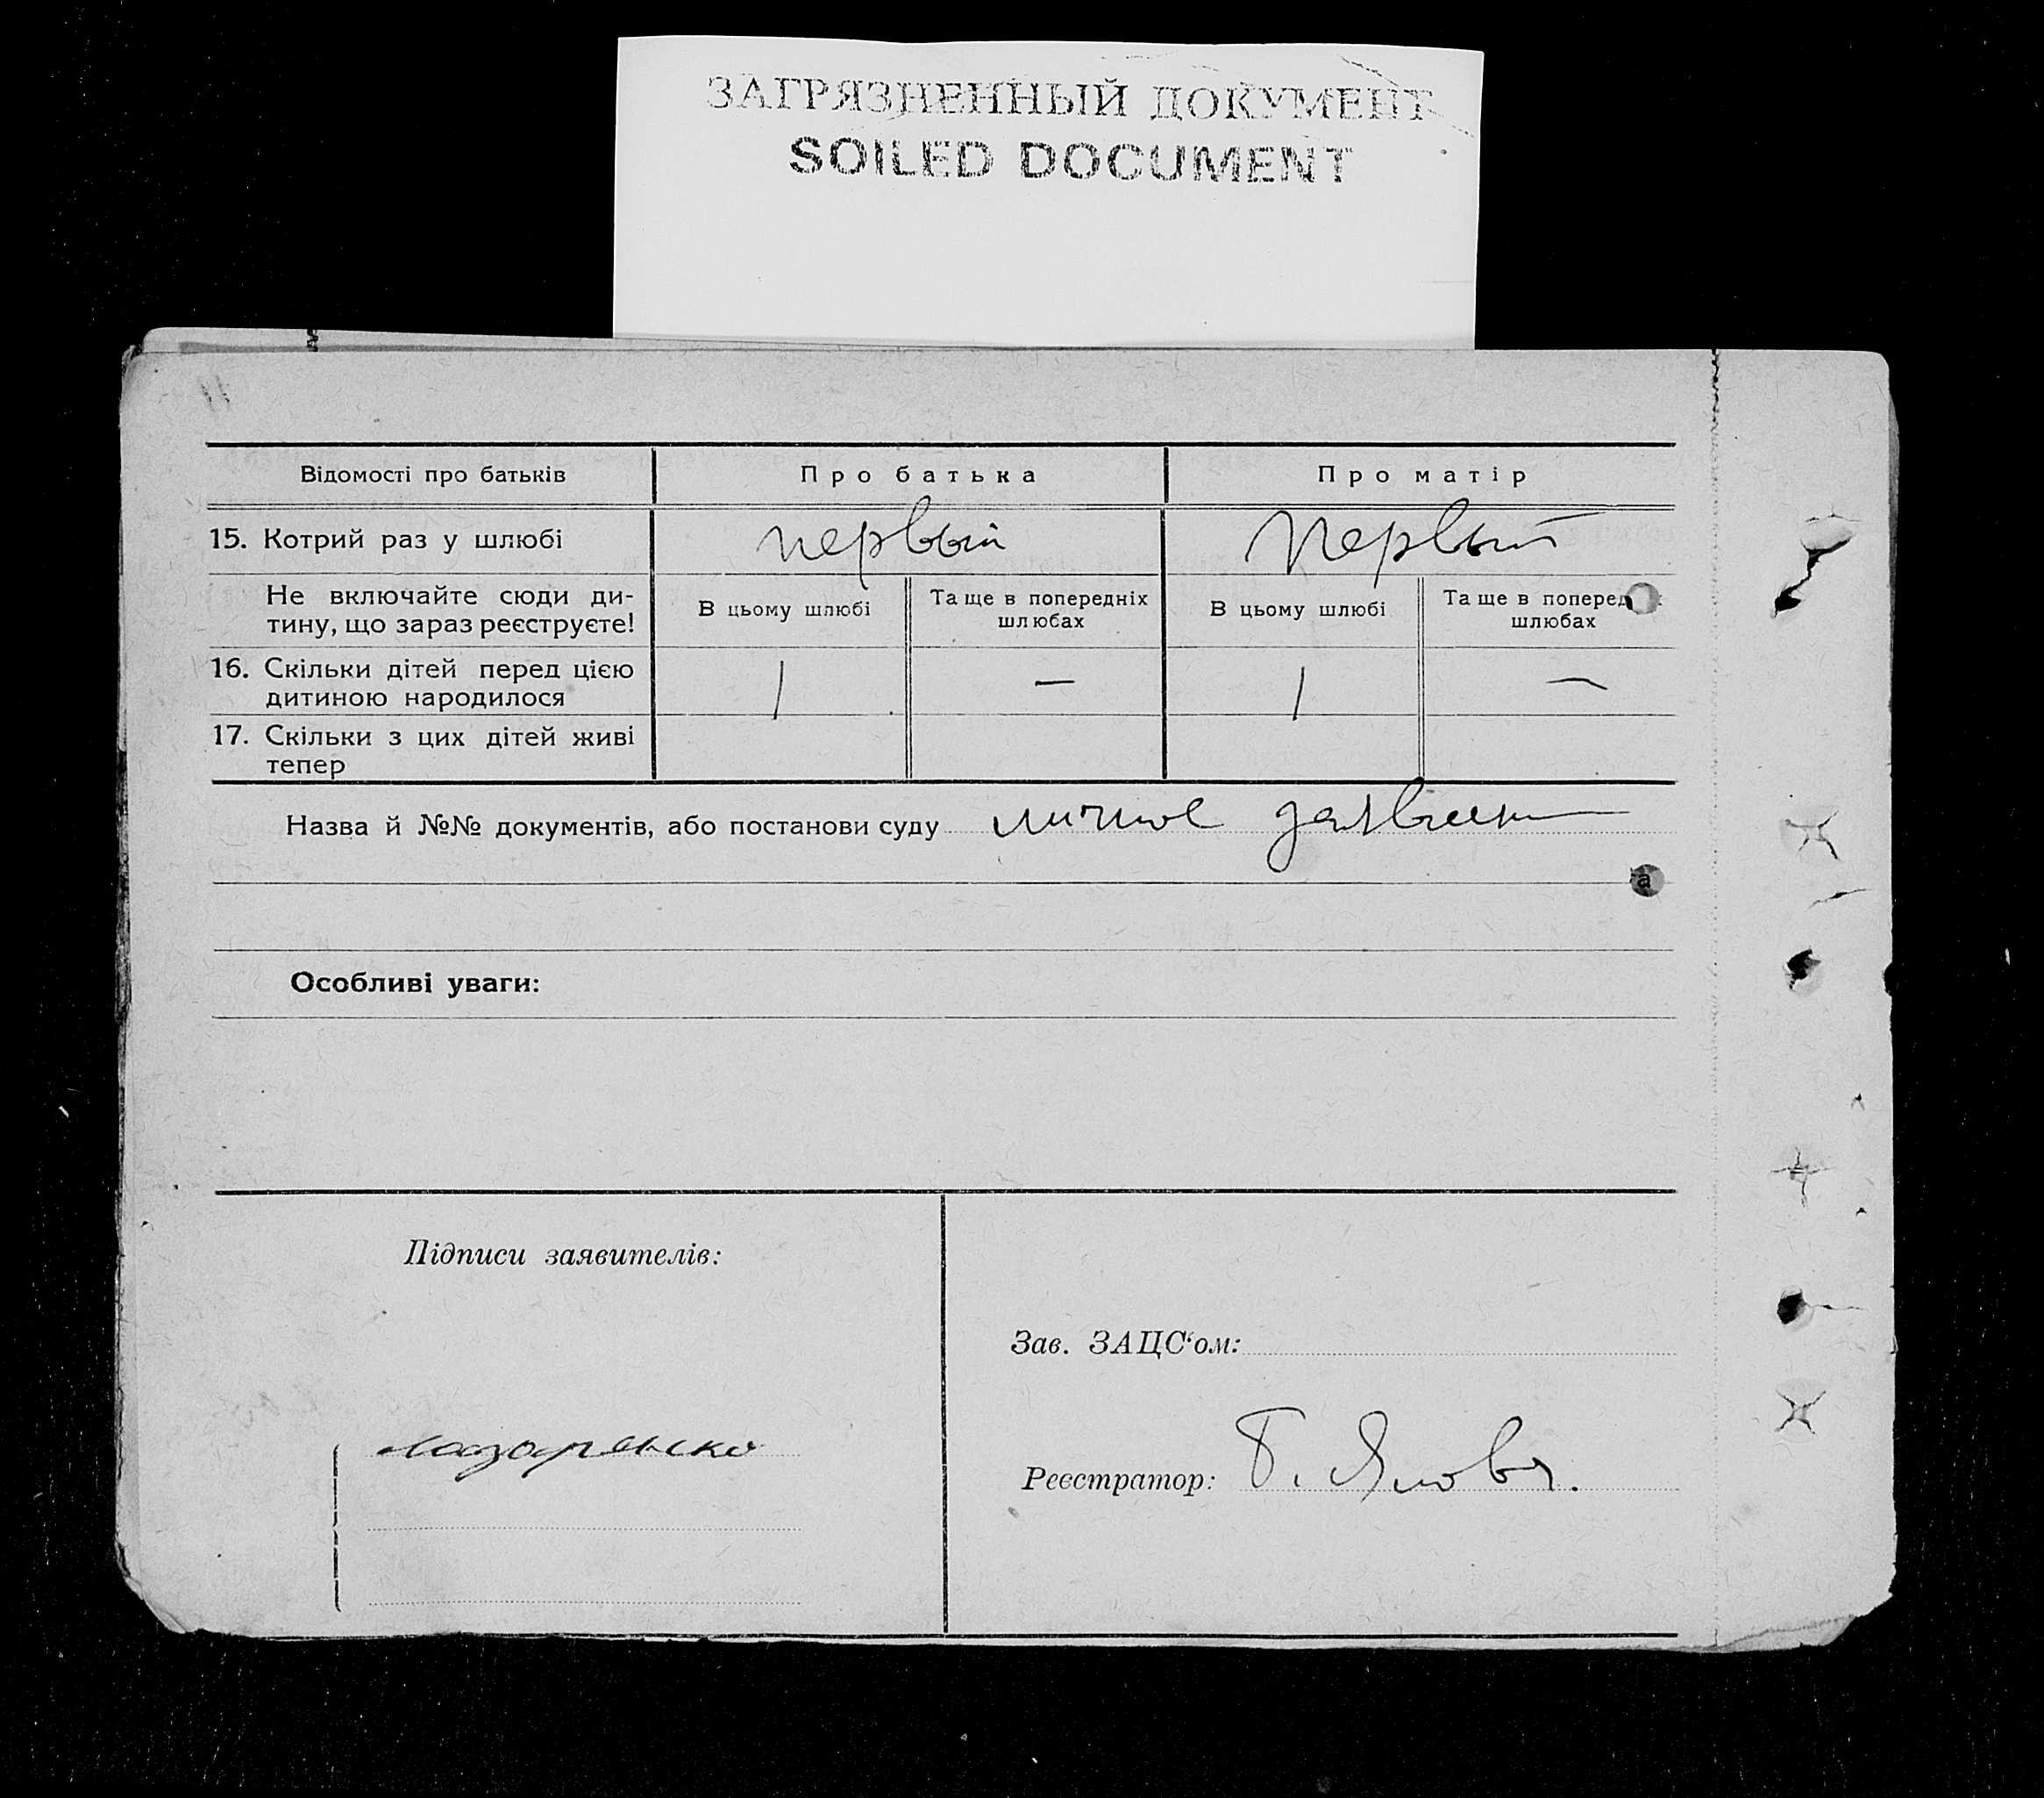 ЗАГРЯЗНЕННЫЙ ДОКУМЕНТ
SOILED DOCUMENT
Відомості про батьків Про батька Про матір
15. Котрий раз у шлюбі первый первый
Не включайте сюди ди-
тину, що зараз реєструєте!
В цьому шлюбі
Та ще в попередніх
шлюбах
В цьому шлюбі
Та ще в поперед
шлюбах
16. Скільки дітей перед цією
дитиною народилося
1 — 1 —
17. Скільки з цих дітей живі
тепер
Назва й №№ документів, або постанови суду личное
а
Особливі уваги:
Підписи заявителів:
Зав. ЗАЦС‘ом:
Лазаренко
Реєстратор: Б.